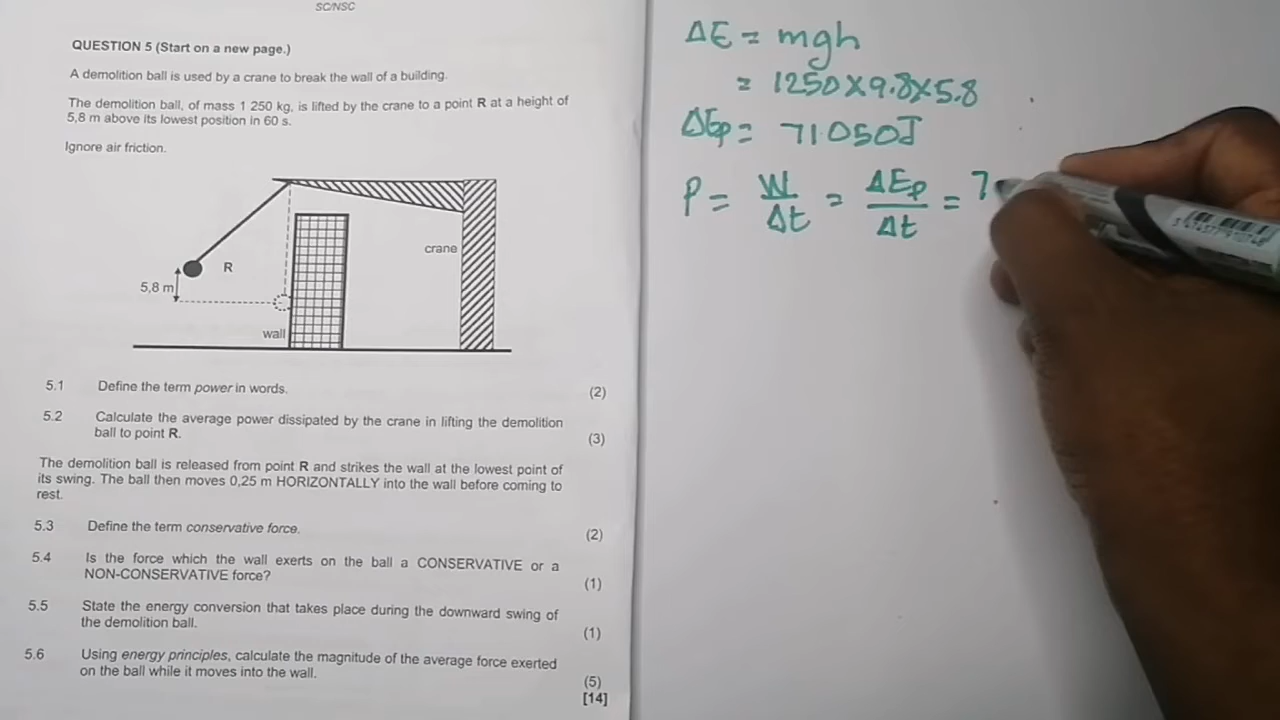 SC/NSC
QUESTION 5 (Start on a new page.)
A demolition ball is used by a crane to break the wall of a building.
The demolition ball, of mass 1 250 kg, is lifted by the crane to a point R at a height of
5,8 m above its lowest position in 60 s.
Ignore air friction.
crane
R
5,8 m
wall
5.1 Define the term power in words. (2)
5.2 Calculate the average power dissipated by the crane in lifting the demolition
ball to point R. (3)
The demolition ball is released from point R and strikes the wall at the lowest point of
its swing. The ball then moves 0,25 m HORIZONTALLY into the wall before coming to
rest.
5.3 Define the term conservative force. (2)
5.4 Is the force which the wall exerts on the ball a CONSERVATIVE or a
NON-CONSERVATIVE force? (1)
5.5 State the energy conversion that takes place during the downward swing of
the demolition ball. (1)
5.6 Using energy principles, calculate the magnitude of the average force exerted
on the ball while it moves into the wall. (5)
[14]
ΔE = mgh
= 1250×9.8×5.8
ΔEp = 71050J
P = W/Δt = ΔEp/Δt = 7